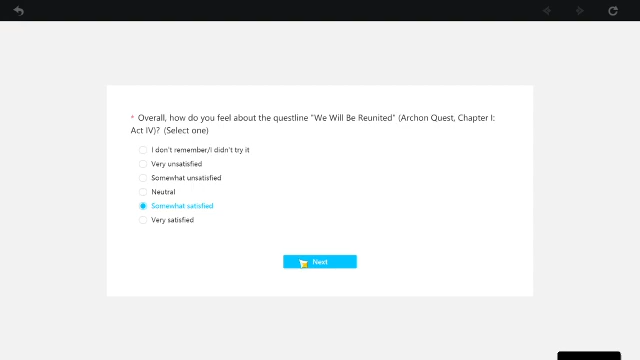 * Overall, how do you feel about the questline "We Will Be Reunited" (Archon Quest, Chapter I:
Act IV)? (Select one)
I don't remember/I didn't try it
Very unsatisfied
Somewhat unsatisfied
Neutral
Somewhat satisfied
Very satisfied
Next